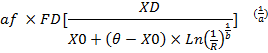 af * FD[XD / (X0 + (θ − X0) × Ln(1/R)^(1/b))] (1/a)